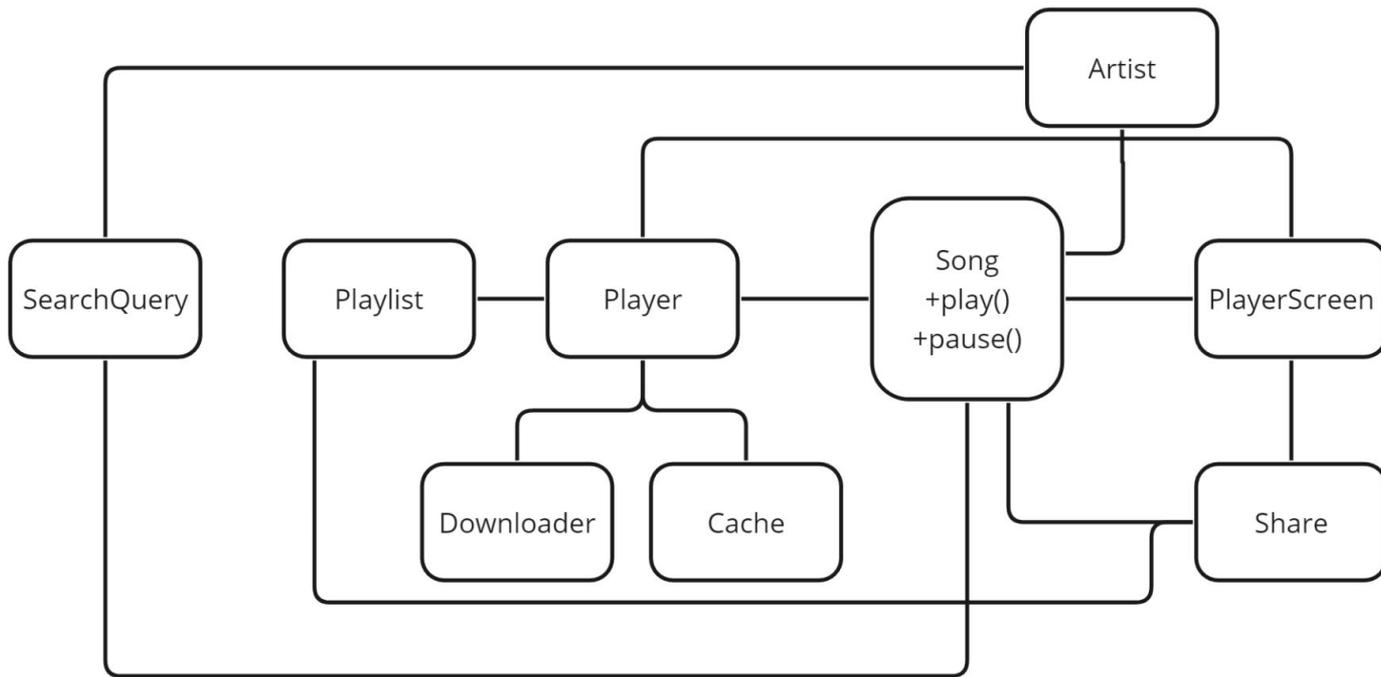 Artist
SearchQuery
Playlist
Player
Song
+play()
+pause()
PlayerScreen
Downloader
Cache
Share